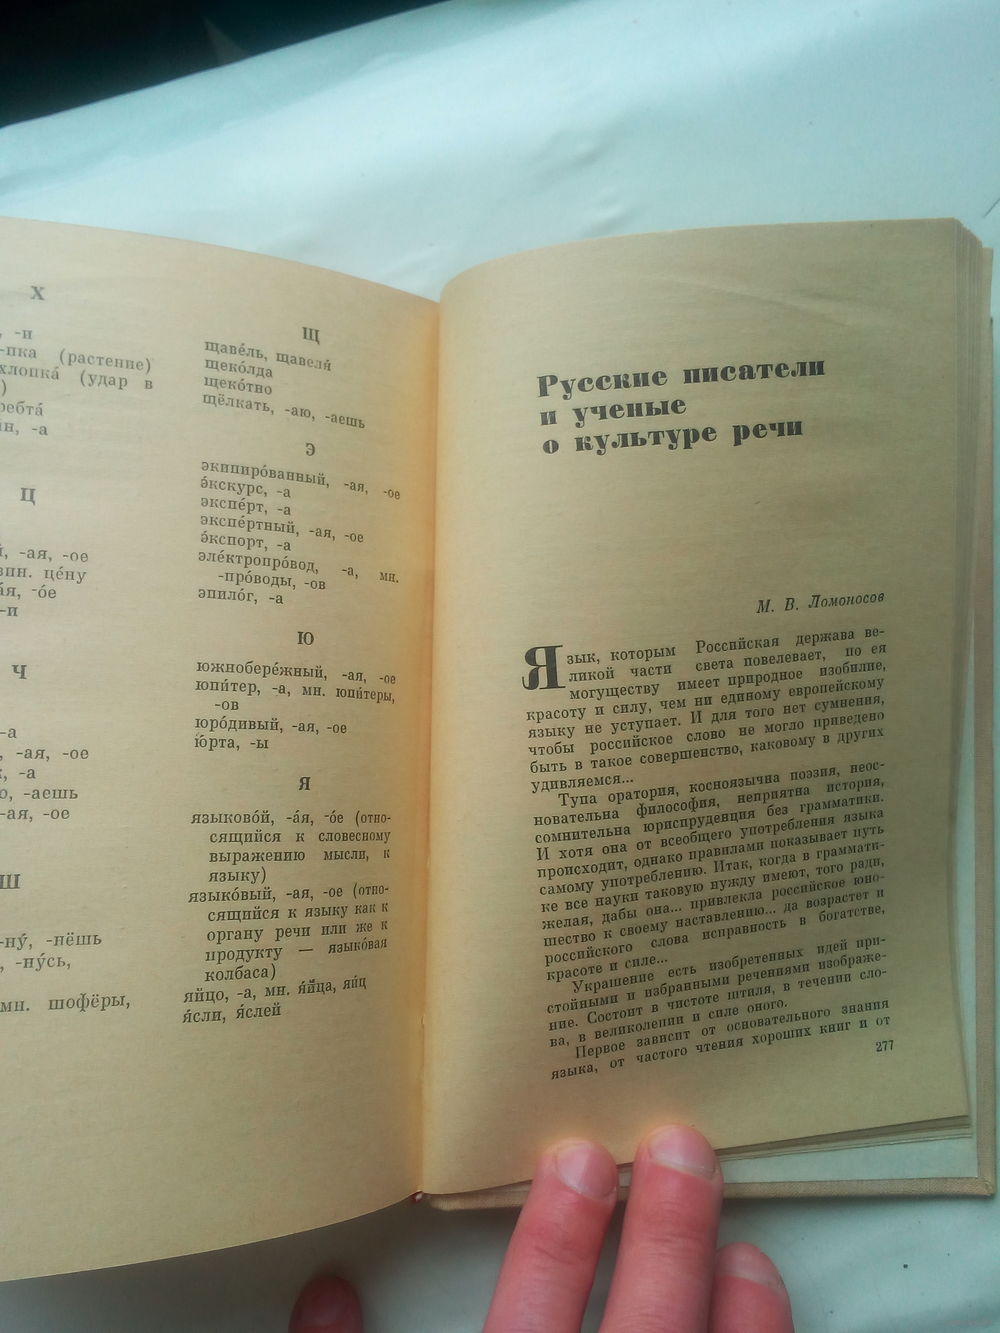 Х
, -и
-пка (растение)
хлопка́ (удар в
)
ребта́
а́н, -а
Ц
й, -ая, -ое
вин. це́ну
а́я, -о́е
-и
Ч
-а
, -ая, -ое
, -а
ю, -аешь
-ая, -ое
Ш
-ну́, -пёшь
, -ну́сь,
мн. шофёры,
Щ
щаве́ль, щавеля́
щеко́лда
щеко́тно
щёлкать, -аю, -аешь
Э
экипиро́ванный, -ая, -ое
э́кскурс, -а
экспе́рт, -а
экспе́ртный, -ая, -ое
э́кспорт, -а
эле́ктропро́вод, -а, мн.
-про́воды, -ов
эпило́г, -а
Ю
южнобере́жный, -ая, -ое
юпи́тер, -а, мн. юпи́теры,
-ов
юро́дивый, -ая, -ое
ю́рта, -ы
Я
языково́й, -а́я, -о́е (отно-
сящийся к словесному
выражению мысли, к
языку)
языко́вый, -ая, -ое (отно-
сящийся к языку как к
органу речи или же к
продукту — языко́вая
колбаса)
яйцо, -а, мн. я́йца, яи́ц
я́сли, я́слей
Русские писатели
и ученые
о культуре речи
М. В. Ломоносов
Язык, которым Российская держава ве-
ликой части света повелевает, по ея
могуществу имеет природное изобилие,
красоту и силу, чем ни единому европейскому
языку не уступает. И для того нет сумнения,
чтобы российское слово не могло приведено
быть в такое совершенство, каковому в других
удивляемся...
Тупа оратория, косноязычна поэзия, неос-
новательна философия, неприятна история,
сомнительна юриспруденция без грамматики.
И хотя она от всеобщего употребления языка
происходит, однако правилами показывает путь
самому употреблению. Итак, когда в граммати-
ке все науки таковую нужду имеют, того ради,
желая, дабы она... привлекла российское юно-
шество к своему наставлению... да возрастет и
российского слова исправность в богатстве,
красоте и силе...
Украшение есть изобретенных идей при-
стойными и избранными речениями изображе-
ние. Состоит в чистоте штиля, в течении сло-
ва, в великолепии и силе оного.
Первое зависит от основательного знания
языка, от частого чтения хороших книг и от
277